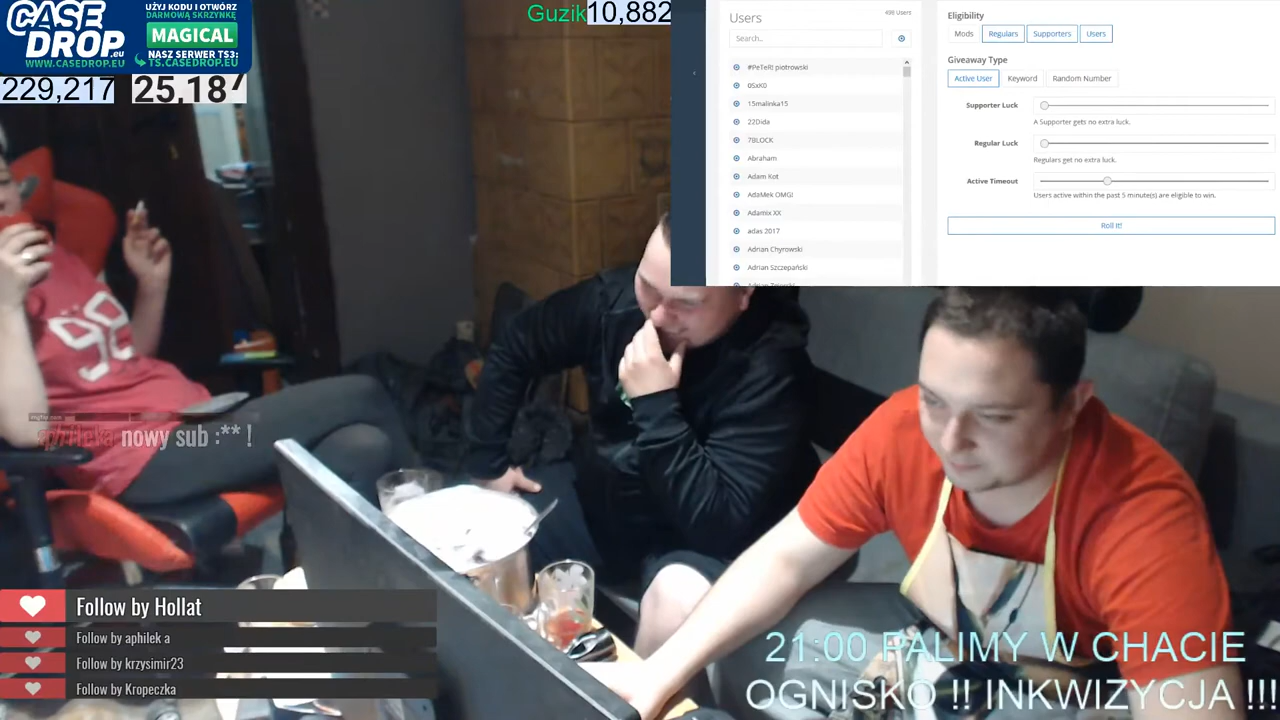 CASE
DROP.eu
WWW.CASEDROP.EU
UŻYJ KODU I OTWÓRZ
DARMOWĄ SKRZYNKĘ
MAGICAL
NASZ SERWER TS3:
TS.CASEDROP.EU
229,217
25,187
Guzik 10,882
Users
498 Users
Search..
#PeTeR! piotrowski
0SxK0
15malinka15
22Dida
7BLOCK
Abraham
Adam Kot
AdaMek OMG!
Adamix XX
adas 2017
Adrian Chyrowski
Adrian Szczepański
Eligibility
Mods Regulars Supporters Users
Giveaway Type
Active User Keyword Random Number
Supporter Luck
A Supporter gets no extra luck.
Regular Luck
Regulars get no extra luck.
Active Timeout
Users active within the past 5 minute(s) are eligible to win.
Roll It!
98
nowy sub :** !
Follow by Hollat
Follow by aphilek a
Follow by krzysimir23
Follow by Kropeczka
21:00 PALIMY W CHACIE
OGNISKO !! INKWIZYCJA !!!